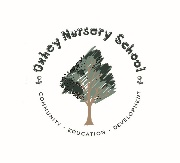 Oxhey Nursery School
COMMUNITY • EDUCATION • DEVELOPMENT